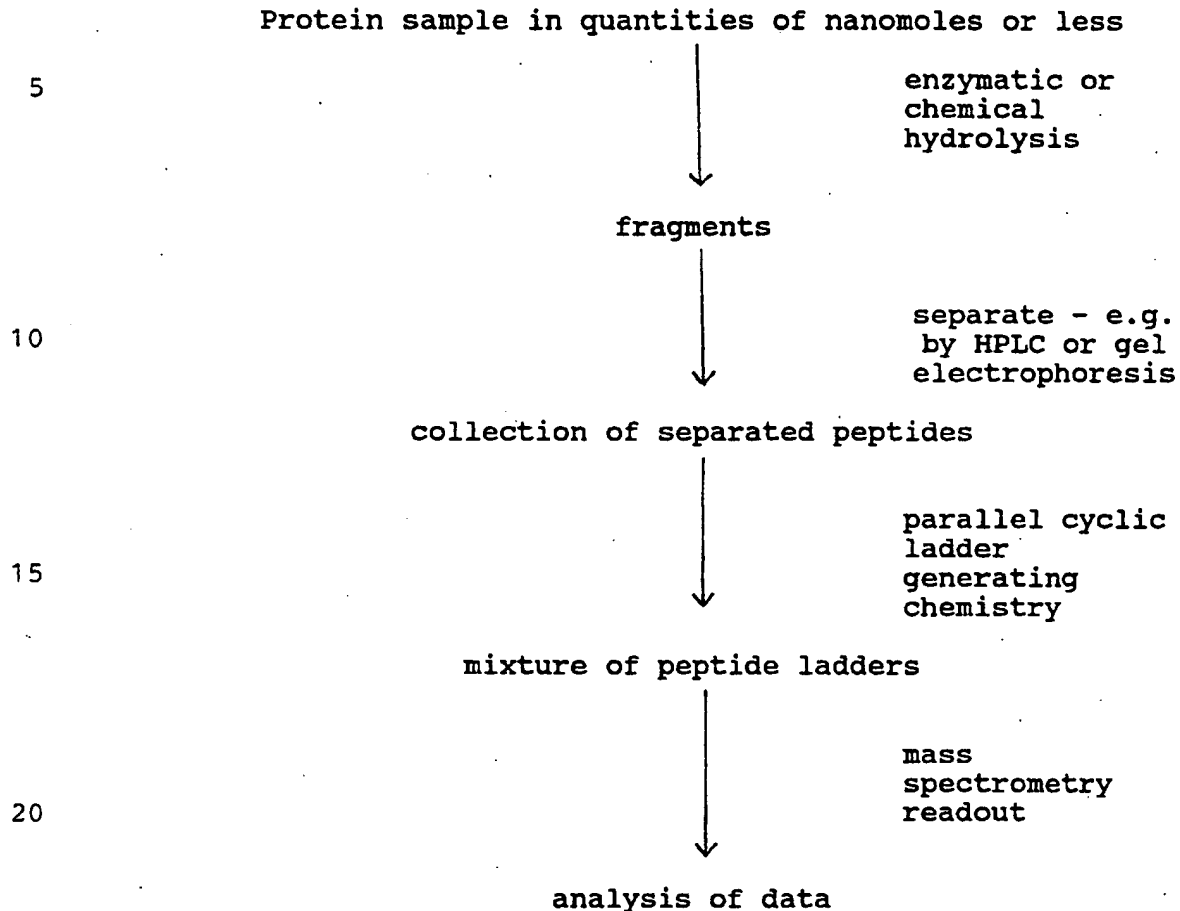 Protein sample in quantities of nanomoles or less
5
enzymatic or
chemical
hydrolysis
fragments
10
separate - e.g.
by HPLC or gel
electrophoresis
collection of separated peptides
15
parallel cyclic
ladder
generating
chemistry
mixture of peptide ladders
20
mass
spectrometry
readout
analysis of data